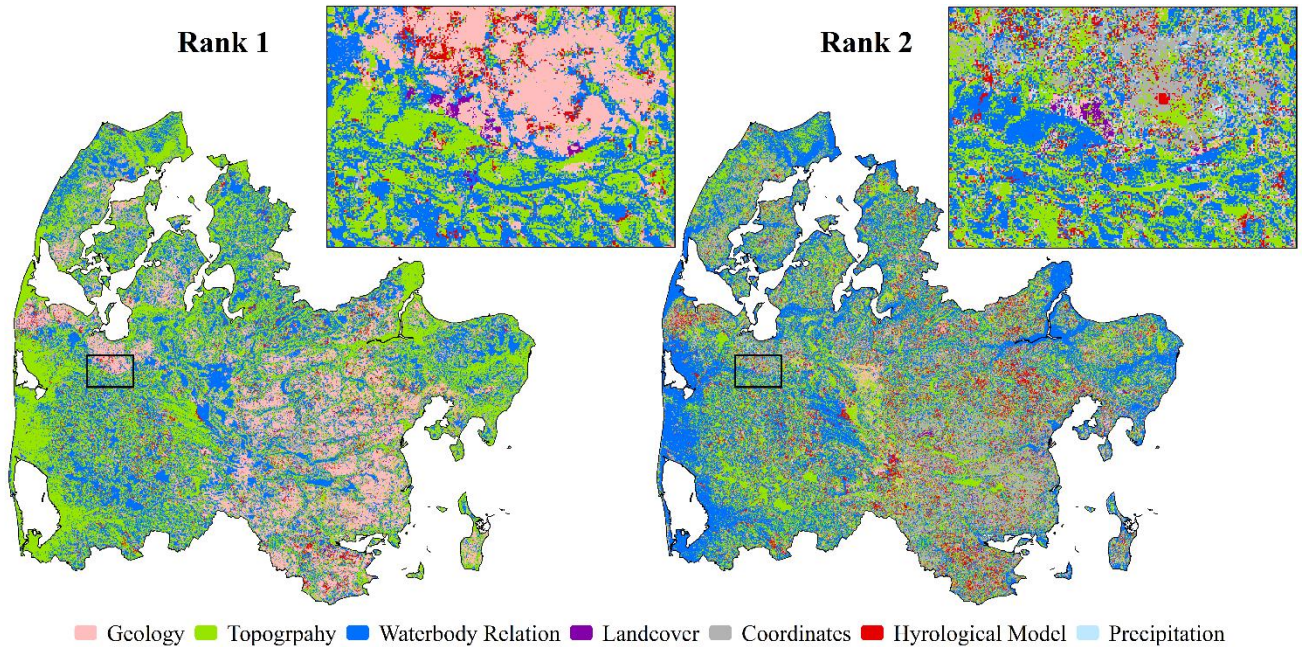 Rank 1
Rank 2
Geology Topogrpahy Waterbody Relation Landcover Coordinates Hyrological Model Precipitation